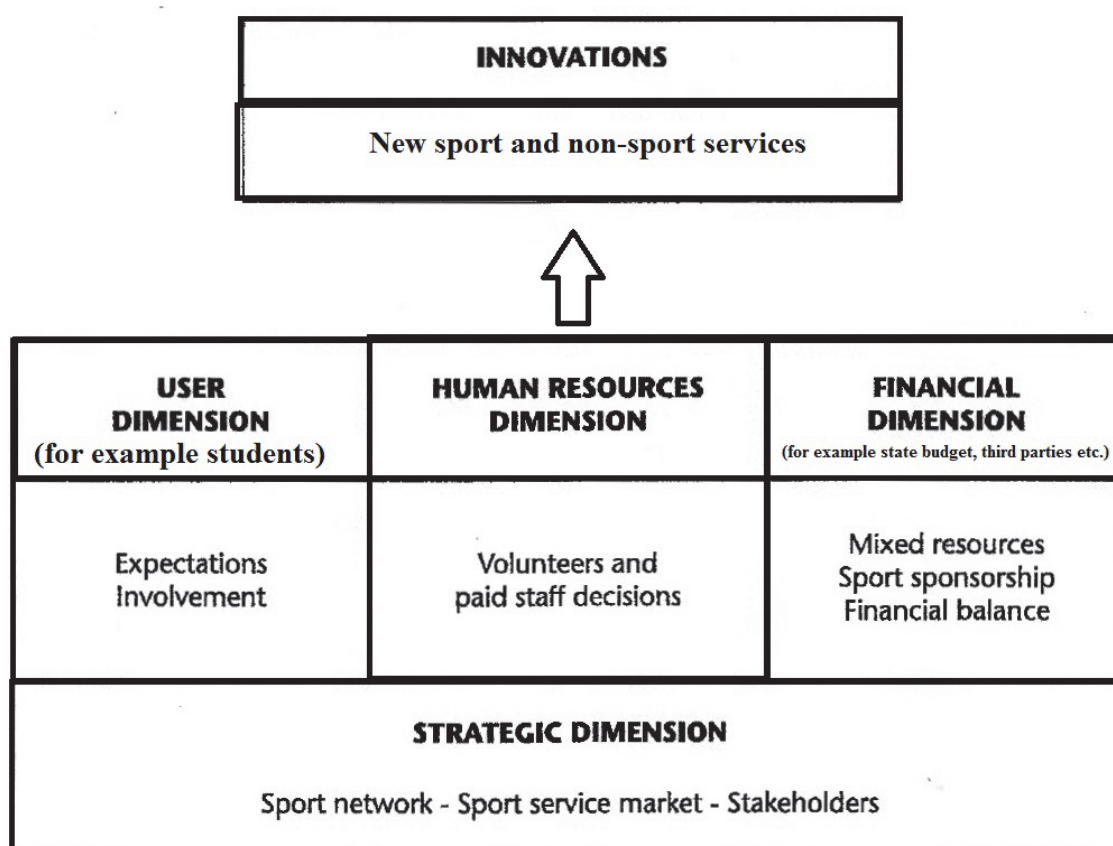 INNOVATIONS
New sport and non-sport services
USER
DIMENSION
(for example students)
HUMAN RESOURCES
DIMENSION
FINANCIAL
DIMENSION
(for example state budget, third parties etc.)
Expectations
Involvement
Volunteers and
paid staff decisions
Mixed resources
Sport sponsorship
Financial balance
STRATEGIC DIMENSION
Sport network - Sport service market - Stakeholders